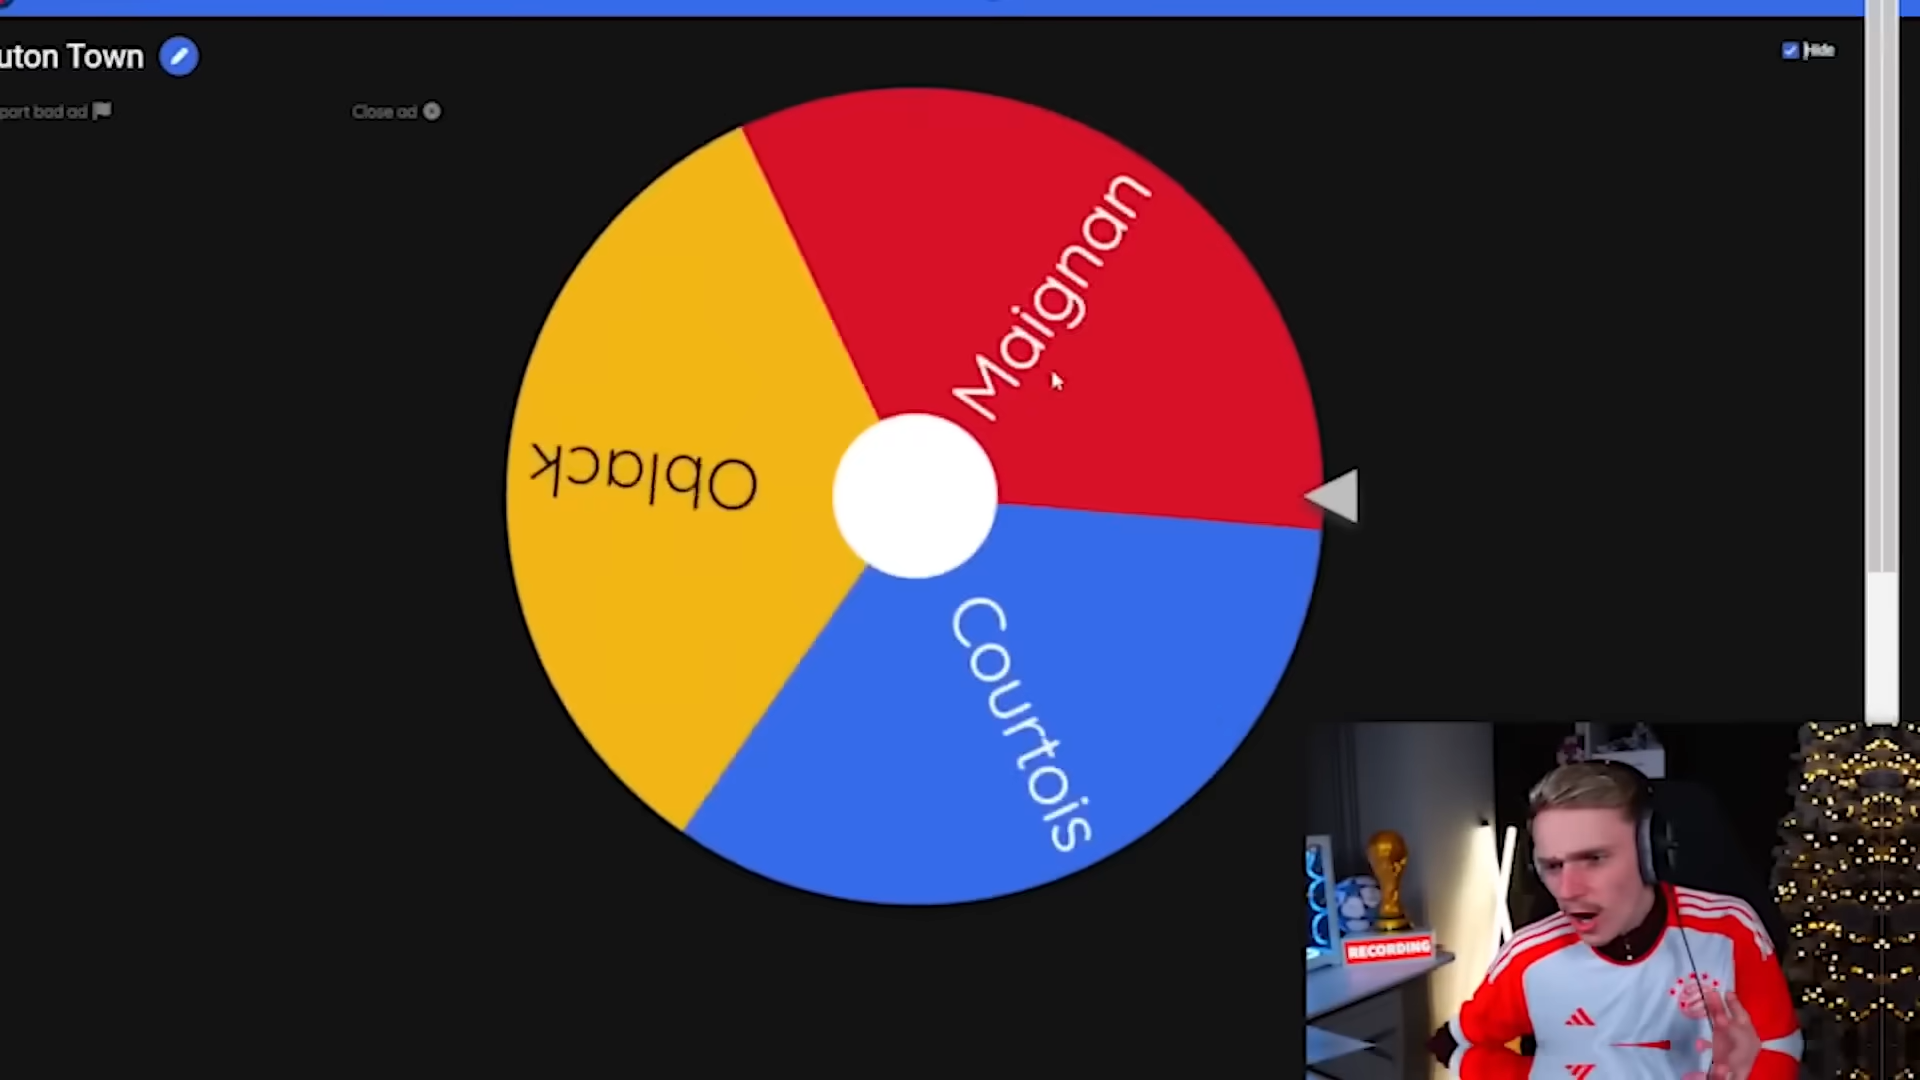 uton Town
Hide
port bad ad
Close ad
Maignan
Oblack
Courtois
RECORDING